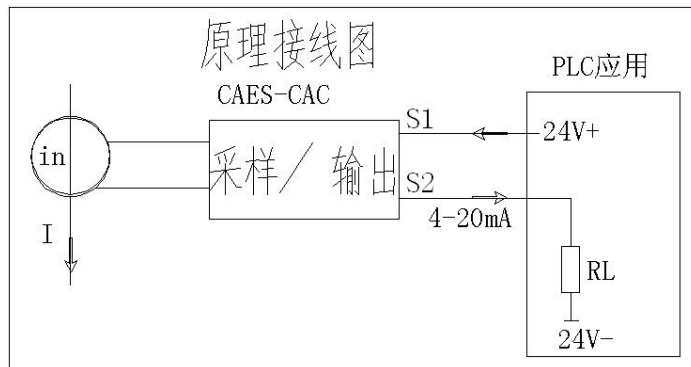 原理接线图
CAES-CAC
PLC应用
in
采样/ 输出
S1
24V+
S2
4-20mA
I
RL
24V-